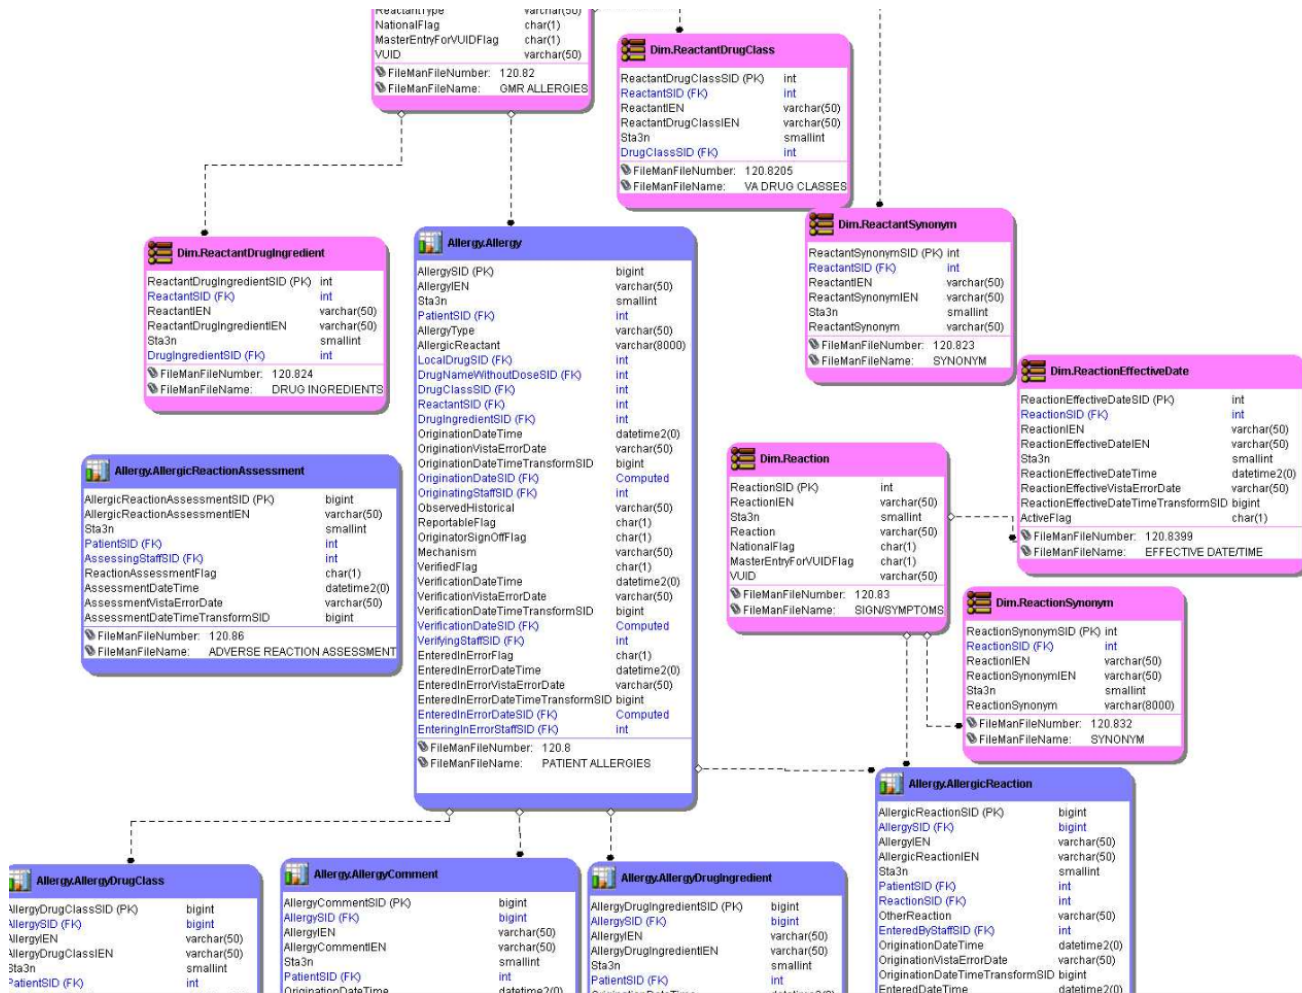 ReactantType varchar(50)
NationalFlag char(1)
MasterEntryForVUIDFlag char(1)
VUID varchar(50)
FileManFileNumber: 120.82
FileManFileName: GMR ALLERGIES
Dim.ReactantDrugClass
ReactantDrugClassSID (PK) int
ReactantSID (FK) int
ReactantIEN varchar(50)
ReactantDrugClassIEN varchar(50)
Sta3n smallint
DrugClassSID (FK) int
FileManFileNumber: 120.8205
FileManFileName: VA DRUG CLASSES
Dim.ReactantSynonym
ReactantSynonymSID (PK) int
ReactantSID (FK) int
ReactantIEN varchar(50)
ReactantSynonymIEN varchar(50)
Sta3n smallint
ReactantSynonym varchar(50)
FileManFileNumber: 120.823
FileManFileName: SYNONYM
Dim.ReactantDrugIngredient
ReactantDrugIngredientSID (PK) int
ReactantSID (FK) int
ReactantIEN varchar(50)
ReactantDrugIngredientIEN varchar(50)
Sta3n smallint
DrugIngredientSID (FK) int
FileManFileNumber: 120.824
FileManFileName: DRUG INGREDIENTS
Allergy.Allergy
AllergySID (PK) bigint
AllergyIEN varchar(50)
Sta3n smallint
PatientSID (FK) int
AllergyType varchar(50)
AllergicReactant varchar(8000)
LocalDrugSID (FK) int
DrugNameWithoutDoseSID (FK) int
DrugClassSID (FK) int
ReactantSID (FK) int
DrugIngredientSID (FK) int
OriginationDateTime datetime2(0)
OriginationVistaErrorDate varchar(50)
OriginationDateTimeTransformSID bigint
OriginationDateSID (FK) Computed
OriginatingStaffSID (FK) int
ObservedHistorical varchar(50)
ReportableFlag char(1)
OriginatorSignOffFlag char(1)
Mechanism varchar(50)
VerifiedFlag char(1)
VerificationDateTime datetime2(0)
VerificationVistaErrorDate varchar(50)
VerificationDateTimeTransformSID bigint
VerificationDateSID (FK) Computed
VerifyingStaffSID (FK) int
EnteredInErrorFlag char(1)
EnteredInErrorDateTime datetime2(0)
EnteredInErrorVistaErrorDate varchar(50)
EnteredInErrorDateTimeTransformSID bigint
EnteredInErrorDateSID (FK) Computed
EnteringInErrorStaffSID (FK) int
FileManFileNumber: 120.8
FileManFileName: PATIENT ALLERGIES
Dim.ReactionEffectiveDate
ReactionEffectiveDateSID (PK) int
ReactionSID (FK) int
ReactionIEN varchar(50)
ReactionEffectiveDateIEN varchar(50)
Sta3n smallint
ReactionEffectiveDateTime datetime2(0)
ReactionEffectiveVistaErrorDate varchar(50)
ReactionEffectiveDateTimeTransformSID bigint
ActiveFlag char(1)
FileManFileNumber: 120.8399
FileManFileName: EFFECTIVE DATE/TIME
Allergy.AllergicReactionAssessment
AllergicReactionAssessmentSID (PK) bigint
AllergicReactionAssessmentIEN varchar(50)
Sta3n smallint
PatientSID (FK) int
AssessingStaffSID (FK) int
ReactionAssessmentFlag char(1)
AssessmentDateTime datetime2(0)
AssessmentVistaErrorDate varchar(50)
AssessmentDateTimeTransformSID bigint
FileManFileNumber: 120.86
FileManFileName: ADVERSE REACTION ASSESSMENT
Dim.Reaction
ReactionSID (PK) int
ReactionIEN varchar(50)
Sta3n smallint
Reaction varchar(50)
NationalFlag char(1)
MasterEntryForVUIDFlag char(1)
VUID varchar(50)
FileManFileNumber: 120.83
FileManFileName: SIGN/SYMPTOMS
Dim.ReactionSynonym
ReactionSynonymSID (PK) int
ReactionSID (FK) int
ReactionIEN varchar(50)
ReactionSynonymIEN varchar(50)
Sta3n smallint
ReactionSynonym varchar(8000)
FileManFileNumber: 120.832
FileManFileName: SYNONYM
Allergy.AllergicReaction
AllergicReactionSID (PK) bigint
AllergySID (FK) bigint
AllergyIEN varchar(50)
AllergicReactionIEN varchar(50)
Sta3n smallint
PatientSID (FK) int
ReactionSID (FK) int
OtherReaction varchar(50)
EnteredByStaffSID (FK) int
OriginationDateTime datetime2(0)
OriginationVistaErrorDate varchar(50)
OriginationDateTimeTransformSID bigint
EnteredDateTime datetime2(0)
Allergy.AllergyDrugClass
AllergyDrugClassSID (PK) bigint
AllergySID (FK) bigint
AllergyIEN varchar(50)
AllergyDrugClassIEN varchar(50)
Sta3n smallint
PatientSID (FK) int
Allergy.AllergyComment
AllergyCommentSID (PK) bigint
AllergySID (FK) bigint
AllergyIEN varchar(50)
AllergyCommentIEN varchar(50)
Sta3n smallint
PatientSID (FK) int
OriginationDateTime datetime2(0)
Allergy.AllergyDrugIngredient
AllergyDrugIngredientSID (PK) bigint
AllergySID (FK) bigint
AllergyIEN varchar(50)
AllergyDrugIngredientIEN varchar(50)
Sta3n smallint
PatientSID (FK) int
OriginationDateTime datetime2(0)